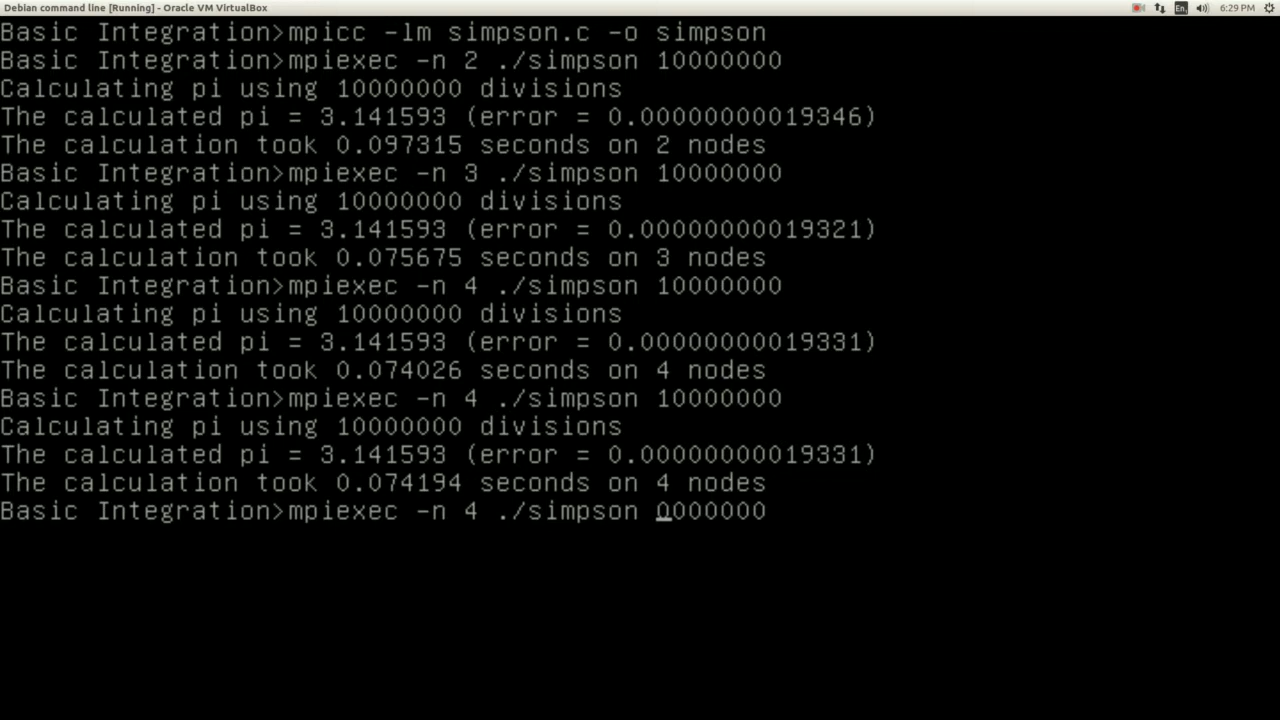 Debian command line [Running] - Oracle VM VirtualBox
En
6:29 PM
Basic Integration>mpicc -lm simpson.c -o simpson
Basic Integration>mpiexec -n 2 ./simpson 10000000
Calculating pi using 10000000 divisions
The calculated pi = 3.141593 (error = 0.00000000019346)
The calculation took 0.097315 seconds on 2 nodes
Basic Integration>mpiexec -n 3 ./simpson 10000000
Calculating pi using 10000000 divisions
The calculated pi = 3.141593 (error = 0.00000000019321)
The calculation took 0.075675 seconds on 3 nodes
Basic Integration>mpiexec -n 4 ./simpson 10000000
Calculating pi using 10000000 divisions
The calculated pi = 3.141593 (error = 0.00000000019331)
The calculation took 0.074026 seconds on 4 nodes
Basic Integration>mpiexec -n 4 ./simpson 10000000
Calculating pi using 10000000 divisions
The calculated pi = 3.141593 (error = 0.00000000019331)
The calculation took 0.074194 seconds on 4 nodes
Basic Integration>mpiexec -n 4 ./simpson 0000000